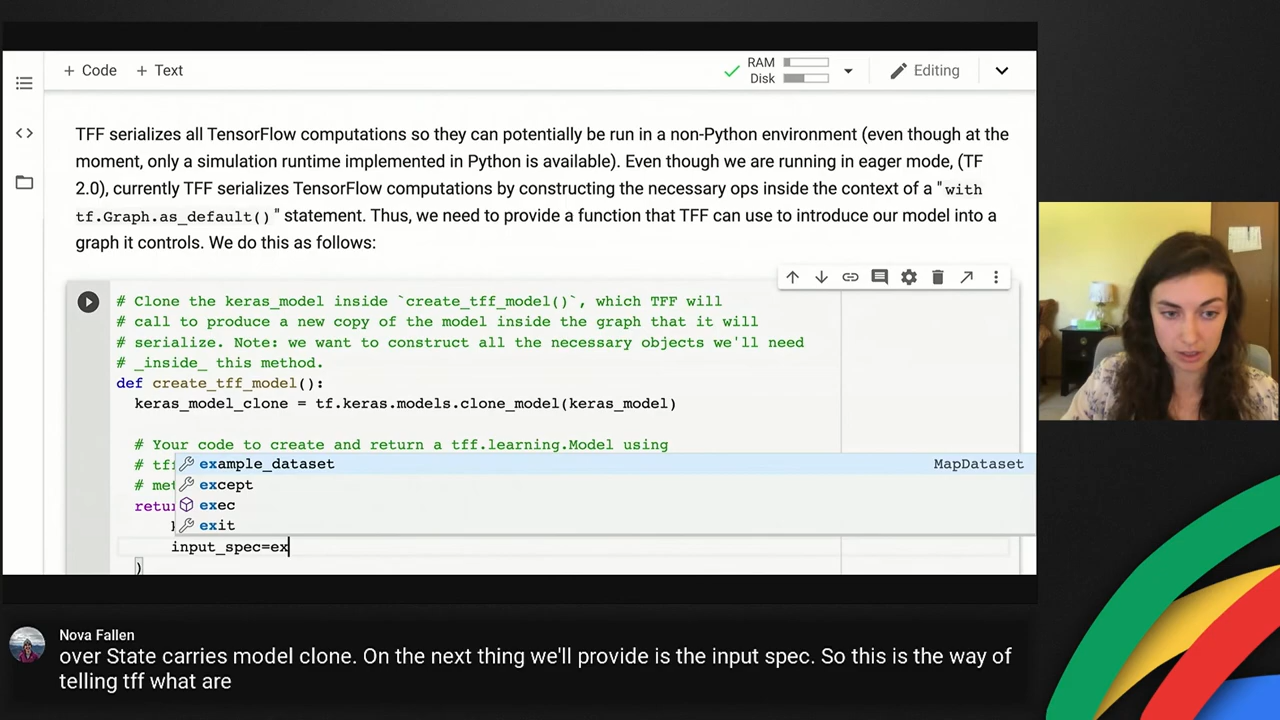 + Code + Text
RAM
Disk
Editing
TFF serializes all TensorFlow computations so they can potentially be run in a non-Python environment (even though at the
moment, only a simulation runtime implemented in Python is available). Even though we are running in eager mode, (TF
2.0), currently TFF serializes TensorFlow computations by constructing the necessary ops inside the context of a "with
tf.Graph.as_default()" statement. Thus, we need to provide a function that TFF can use to introduce our model into a
graph it controls. We do this as follows:
# Clone the keras_model inside `create_tff_model()`, which TFF will
# call to produce a new copy of the model inside the graph that it will
# serialize. Note: we want to construct all the necessary objects we'll need
# _inside_ this method.
def create_tff_model():
keras_model_clone = tf.keras.models.clone_model(keras_model)
# Your code to create and return a tff.learning.Model using
# tf
example_dataset MapDataset
# me
except
retu
exec
exit
input_spec=ex
)
Nova Fallen
over State carries model clone. On the next thing we'll provide is the input spec. So this is the way of
telling tff what are